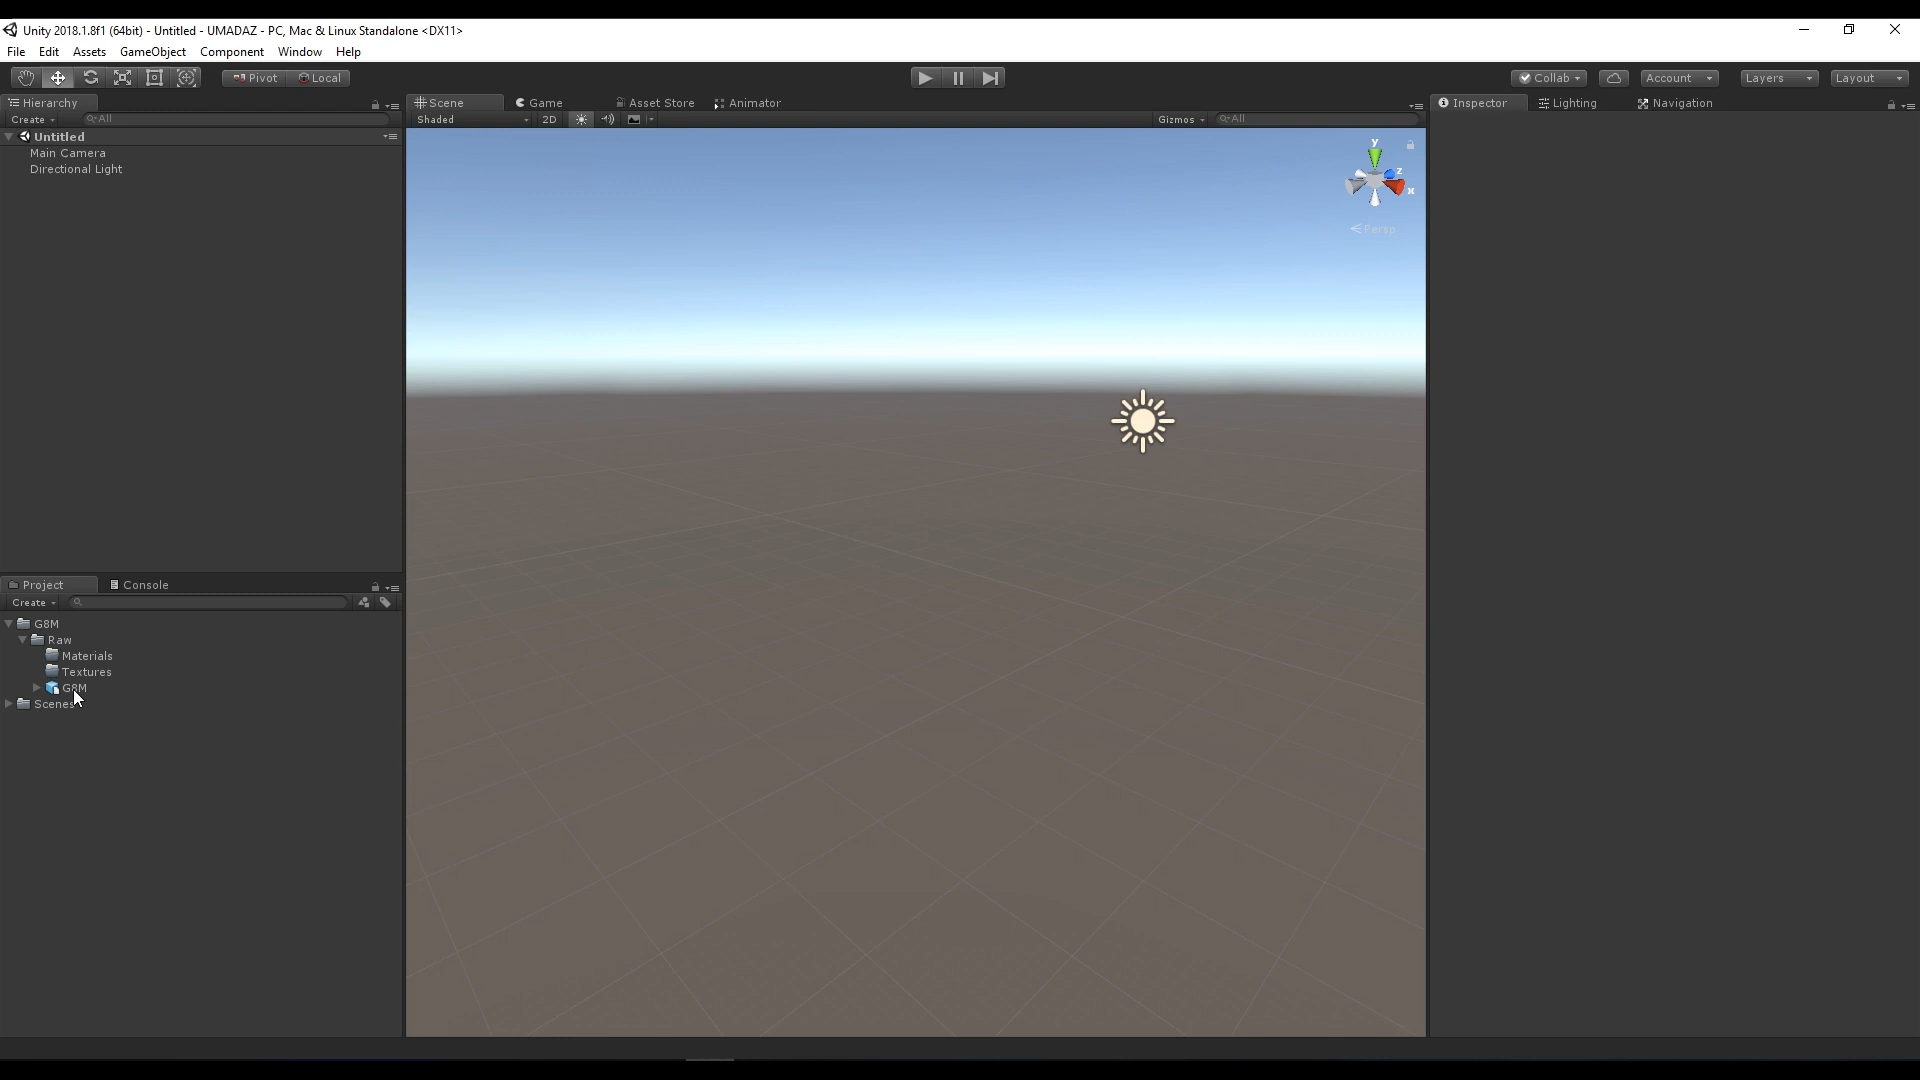 Unity 2018.1.8f1 (64bit) - Untitled - UMADAZ - PC, Mac & Linux Standalone <DX11>
File Edit Assets GameObject Component Window Help
Pivot Local Collab Account Layers Layout
Hierarchy Scene Game Asset Store Animator Inspector Lighting Navigation
Create All Shaded 2D Gizmos All
Untitled
Main Camera
Directional Light
y
z
x
Persp
Project Console
Create
G8M
Raw
Materials
Textures
G8M
Scenes